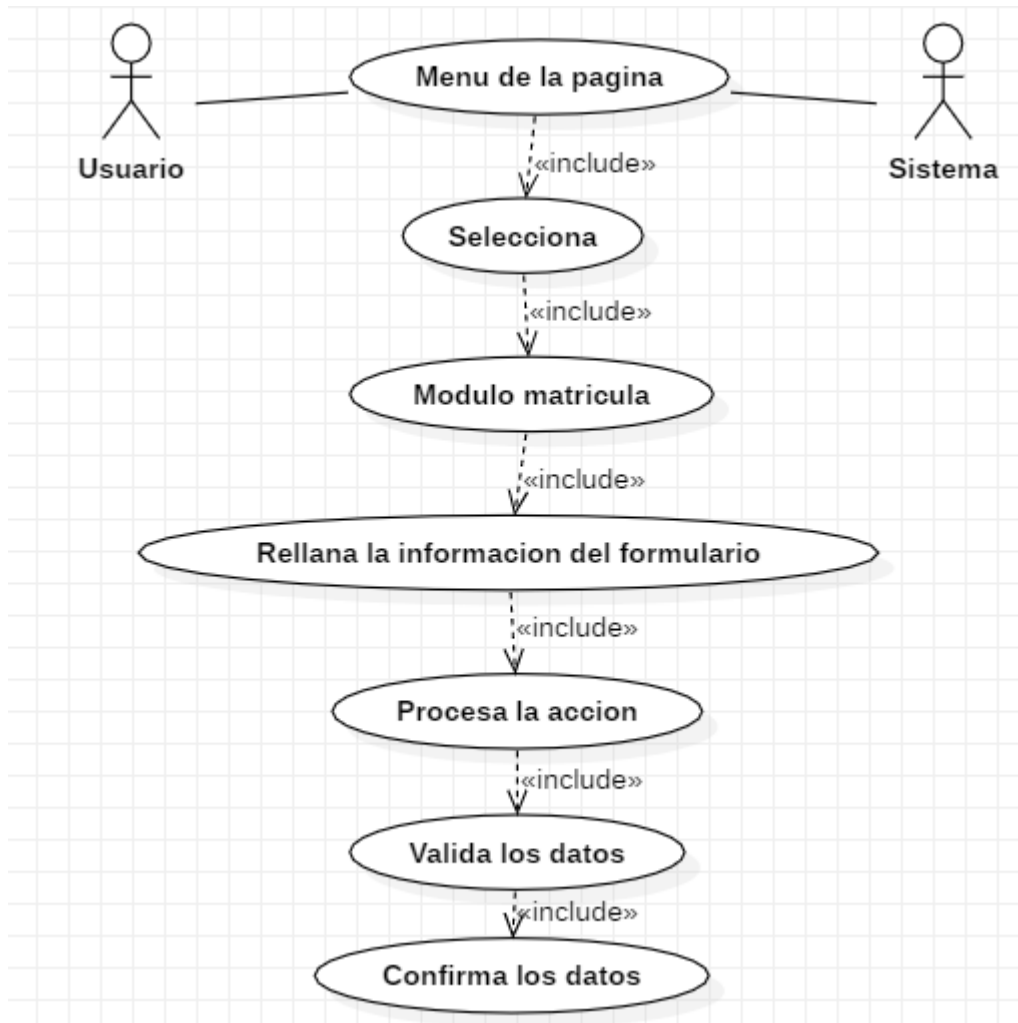 Menu de la pagina
Usuario
Sistema
«include»
Selecciona
«include»
Modulo matricula
«include»
Rellana la informacion del formulario
«include»
Procesa la accion
«include»
Valida los datos
«include»
Confirma los datos